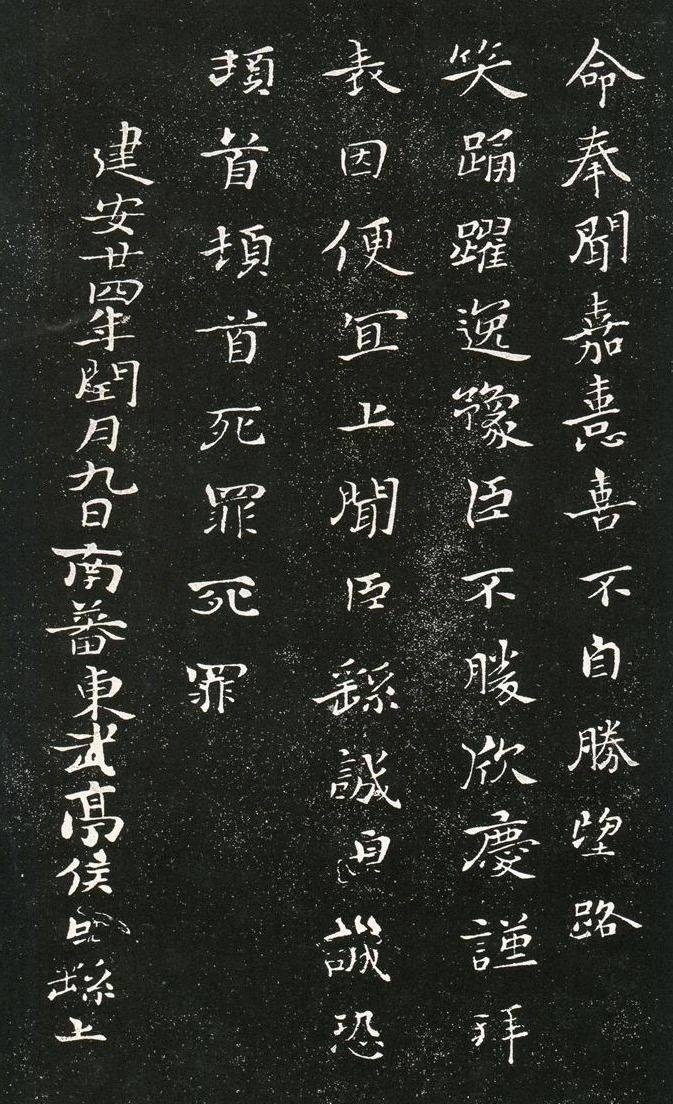 命奉聞嘉憙喜不自勝望路
笑踊躍逸豫臣不勝欣慶謹拜
表因便冝上聞臣繇誠誠恐
頓首頓首死罪死罪
建安廿四年閏月九日南蕃東武亭侯臣繇上